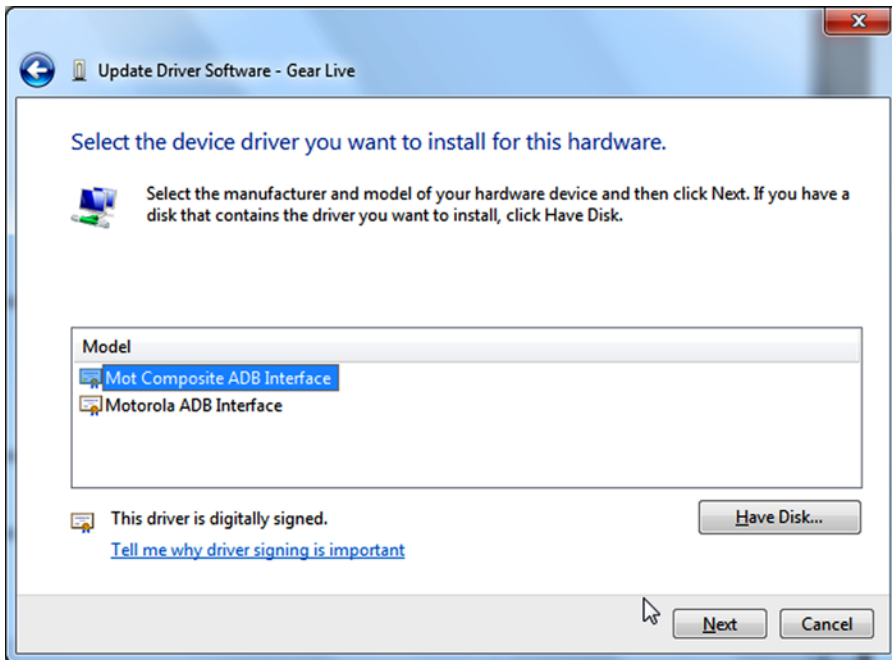 Update Driver Software - Gear Live
Select the device driver you want to install for this hardware.
Select the manufacturer and model of your hardware device and then click Next. If you have a
disk that contains the driver you want to install, click Have Disk.
Model
Mot Composite ADB Interface
Motorola ADB Interface
This driver is digitally signed.
Have Disk...
Tell me why driver signing is important
Next
Cancel